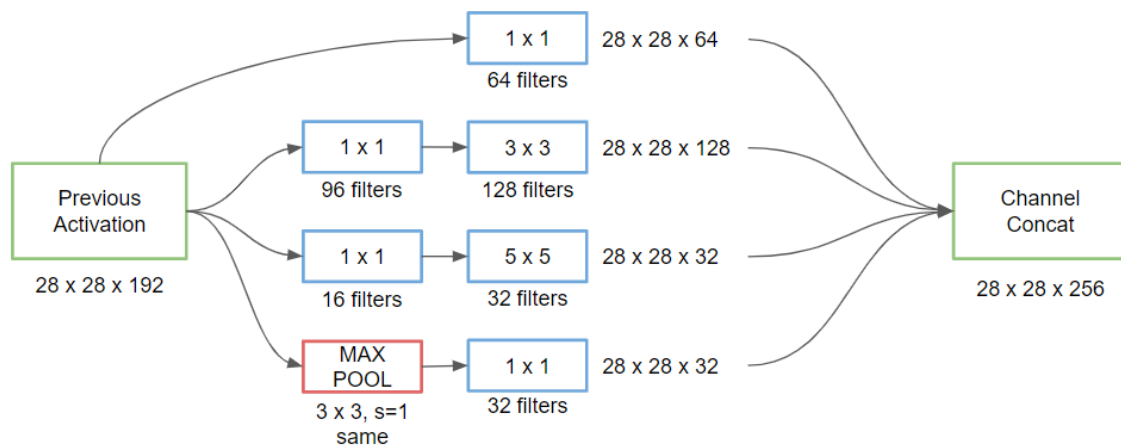 1 x 1
28 x 28 x 64
64 filters
1 x 1
3 x 3
28 x 28 x 128
96 filters
128 filters
Previous
Activation
28 x 28 x 192
Channel
Concat
28 x 28 x 256
1 x 1
5 x 5
28 x 28 x 32
16 filters
32 filters
MAX
POOL
1 x 1
28 x 28 x 32
3 x 3, s=1
same
32 filters